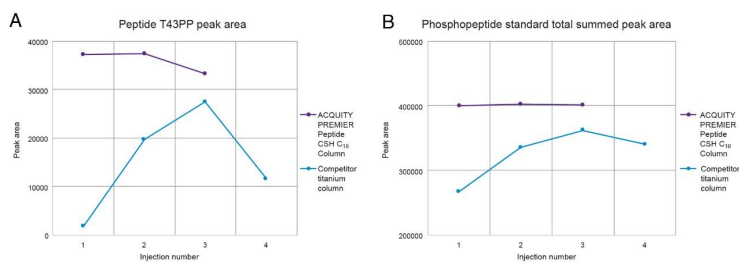 A
Peptide T43PP peak area
40000
30000
20000
10000
0
Peak area
1 2 3 4
Injection number
ACQUITY
PREMIER
Peptide
CSH C18
Column
Competitor
titanium
column
B
Phosphopeptide standard total summed peak area
500000
400000
300000
200000
Peak area
1 2 3 4
Injection number
ACQUITY
PREMIER
Peptide
CSH C18
Column
Competitor
titanium
column